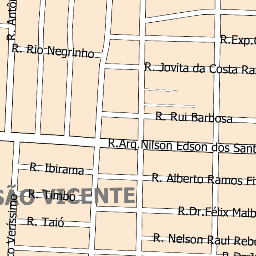 R. Antô
R.Exp.C
R. Rio Negrinho
R. Jovita da Costa Ra
R. Rui Barbosa
R.Arq.Nilson Edson dos Sant
R. Ibirama
R. Alberto Ramos Fi
SÃO VICENTE
R. Timbó
R.Dr.Félix Malb
R. Taió
co Veríssimo
R. Nelson Raul Rebe